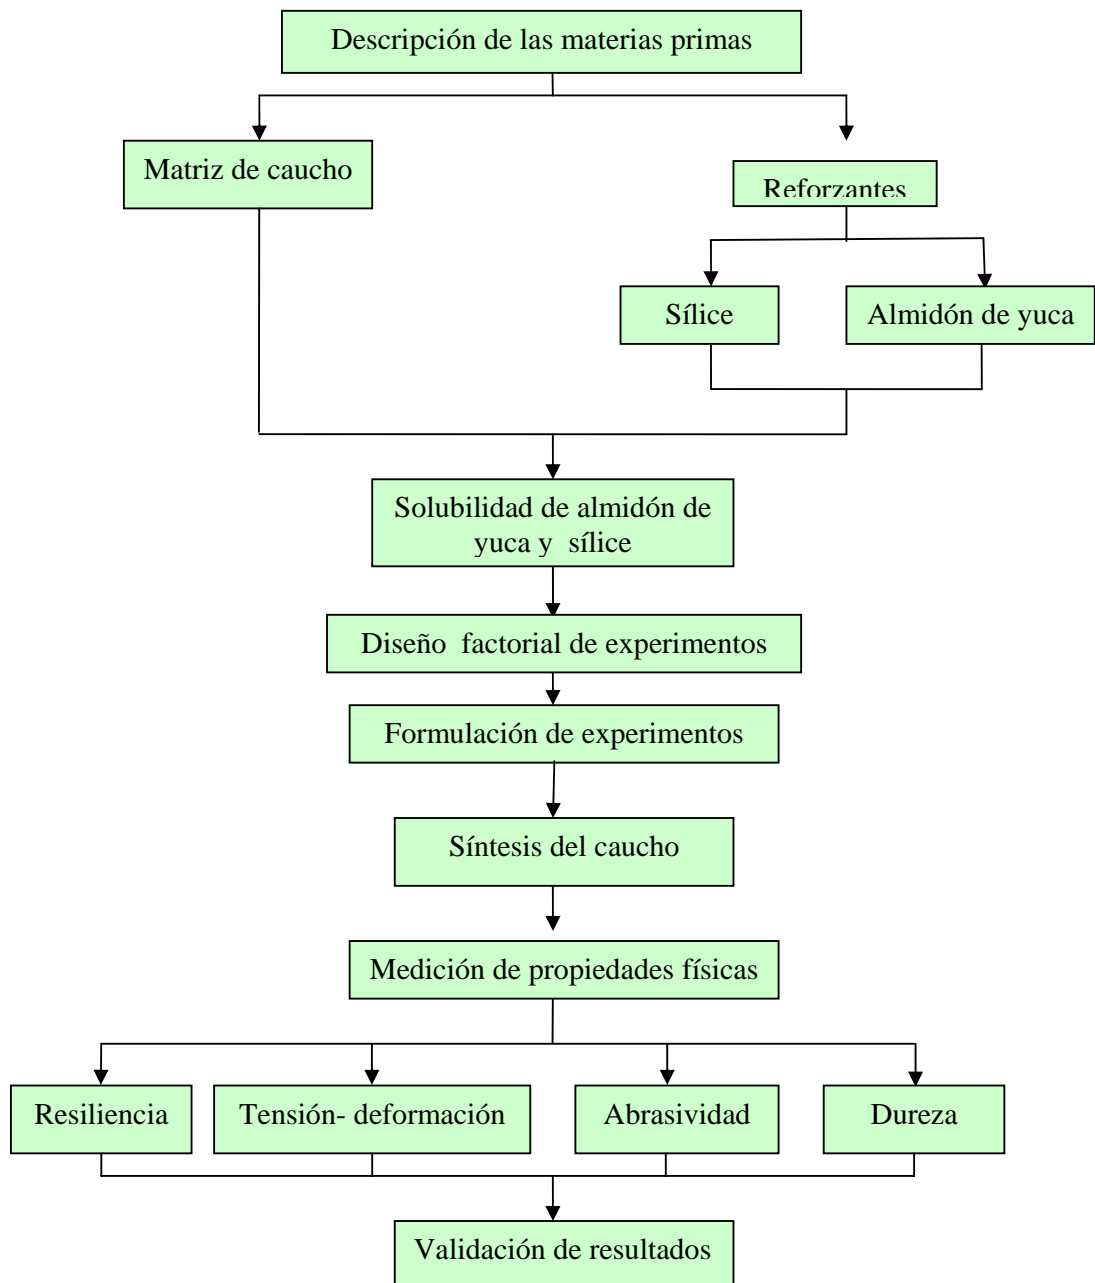 Descripción de las materias primas
Matriz de caucho
Reforzantes
Sílice
Almidón de yuca
Solubilidad de almidón de
yuca y  sílice
Diseño  factorial de experimentos
Formulación de experimentos
Síntesis del caucho
Medición de propiedades físicas
Resiliencia
Tensión- deformación
Abrasividad
Dureza
Validación de resultados